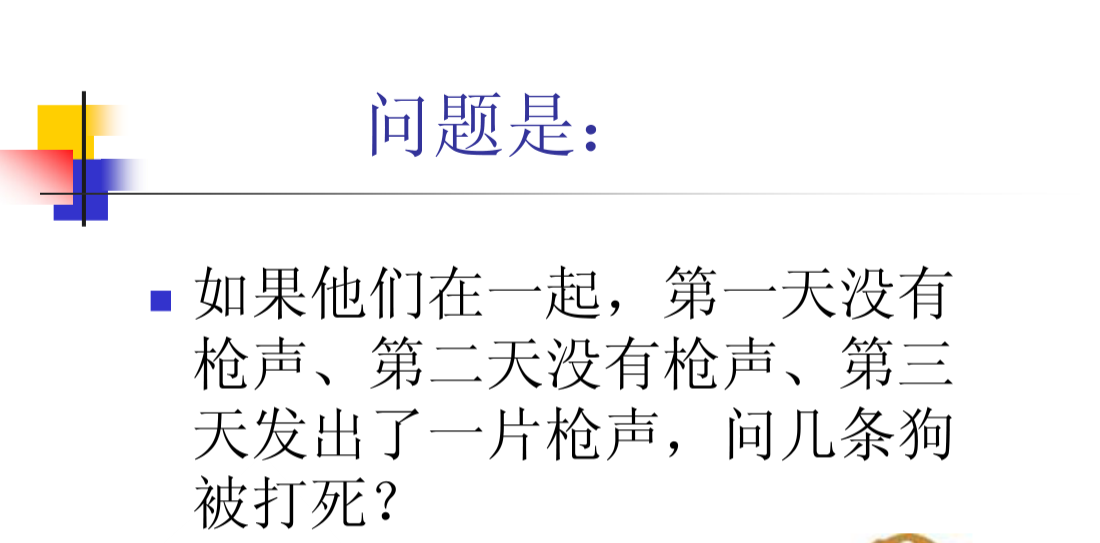 问题是：
如果他们在一起，第一天没有
枪声、第二天没有枪声、第三
天发出了一片枪声，问几条狗
被打死？